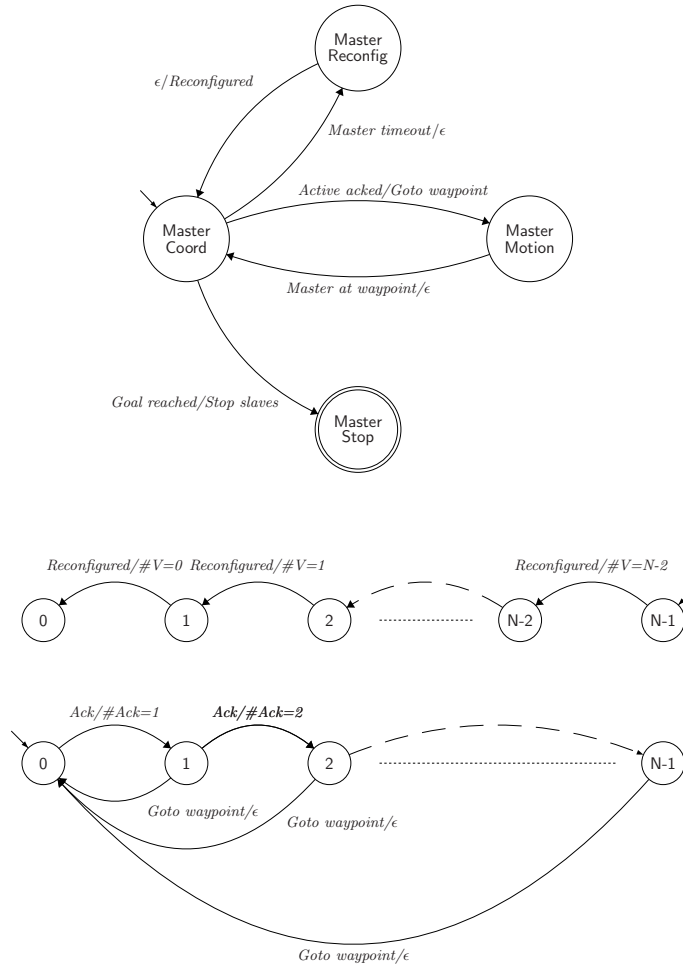 Master
Reconfig
ϵ/Reconfigured
Master timeout/ϵ
Active acked/Goto waypoint
Master
Coord
Master
Motion
Master at waypoint/ϵ
Goal reached/Stop slaves
Master
Stop
Reconfigured/#V=0 Reconfigured/#V=1 Reconfigured/#V=N-2
0 1 2 N-2 N-1
Ack/#Ack=1 Ack/#Ack=2
0 1 2 N-1
Goto waypoint/ϵ
Goto waypoint/ϵ
Goto waypoint/ϵ